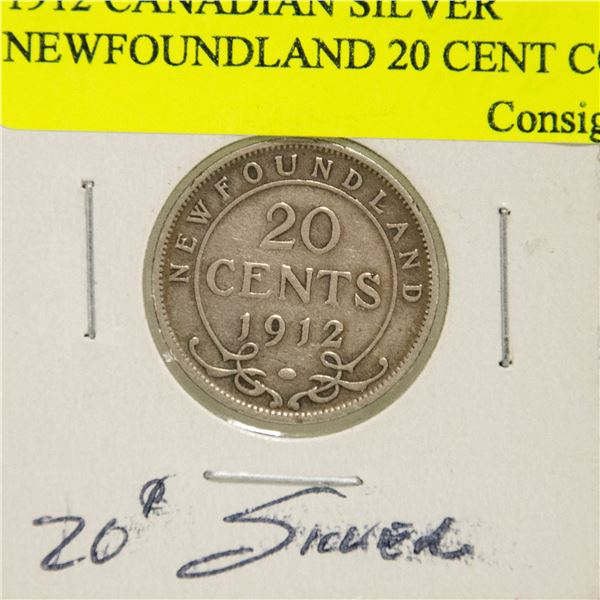 1912 CANADIAN SILVER
NEWFOUNDLAND 20 CENT CO
Consig
NEWFOUNDLAND
20
CENTS
1912
20¢ SILVER